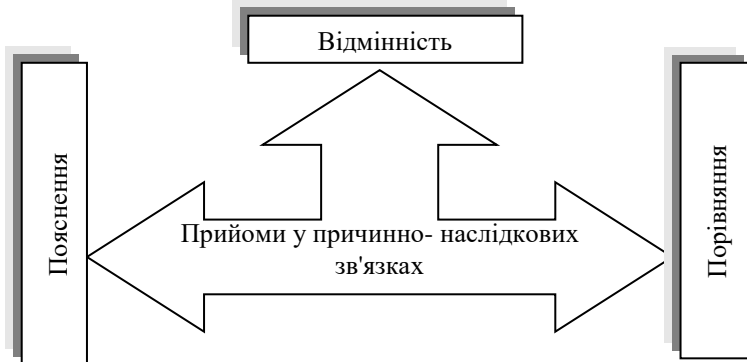 Відмінність
Пояснення
Прийоми у причинно- наслідкових
зв'язках
Порівняння